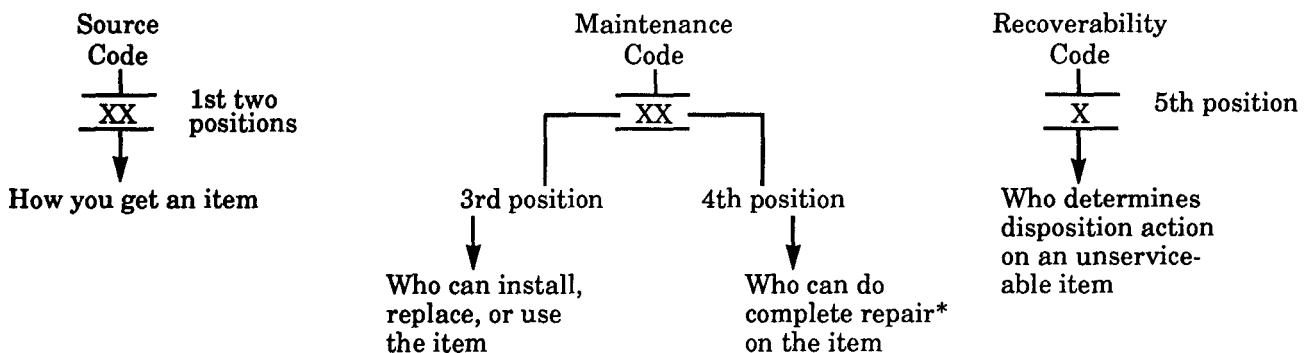 Source
Code
XX
1st two
positions
How you get an item
Maintenance
Code
XX
3rd position
4th position
Who can install,
replace, or use
the item
Who can do
complete repair*
on the item
Recoverability
Code
X
5th position
Who determines
disposition action
on an unservice-
able item